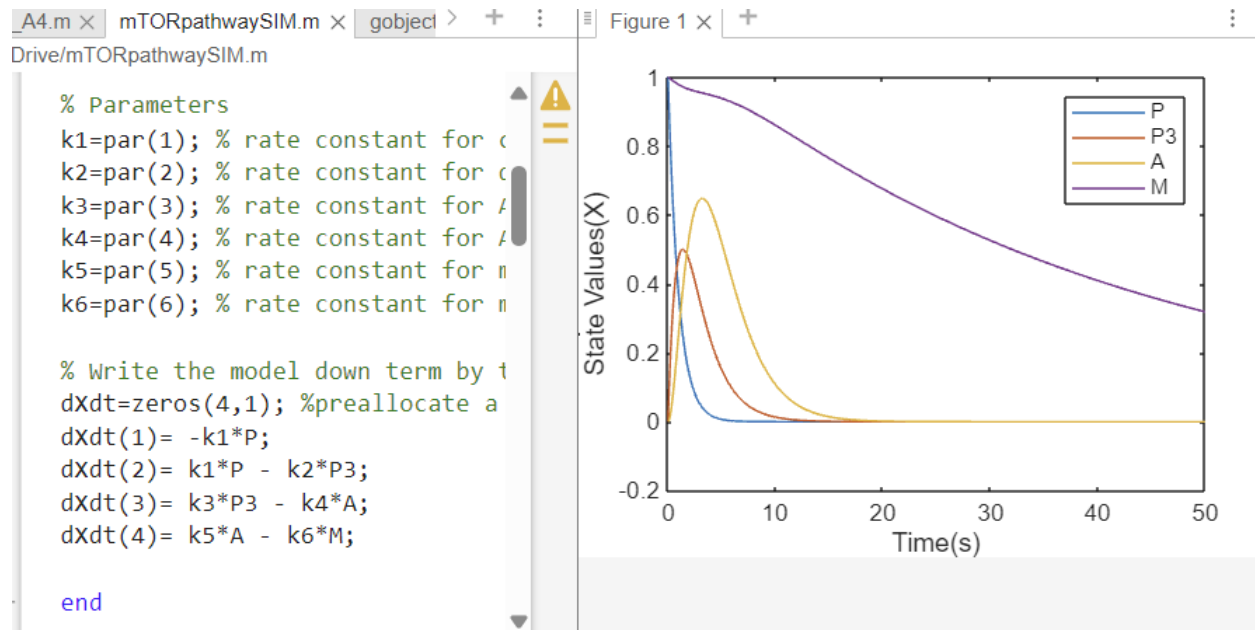 _A4.m × mTORpathwaySIM.m × gobject
Drive/mTORpathwaySIM.m
% Parameters
k1=par(1); % rate constant for
k2=par(2); % rate constant for
k3=par(3); % rate constant for
k4=par(4); % rate constant for
k5=par(5); % rate constant for m
k6=par(6); % rate constant for m
% Write the model down term by t
dXdt=zeros(4,1); %preallocate a
dXdt(1)= -k1*P;
dXdt(2)= k1*P - k2*P3;
dXdt(3)= k3*P3 - k4*A;
dXdt(4)= k5*A - k6*M;
end
Figure 1 ×
State Values(X)
1
0.8
0.6
0.4
0.2
0
-0.2
0 10 20 30 40 50
Time(s)
P
P3
A
M